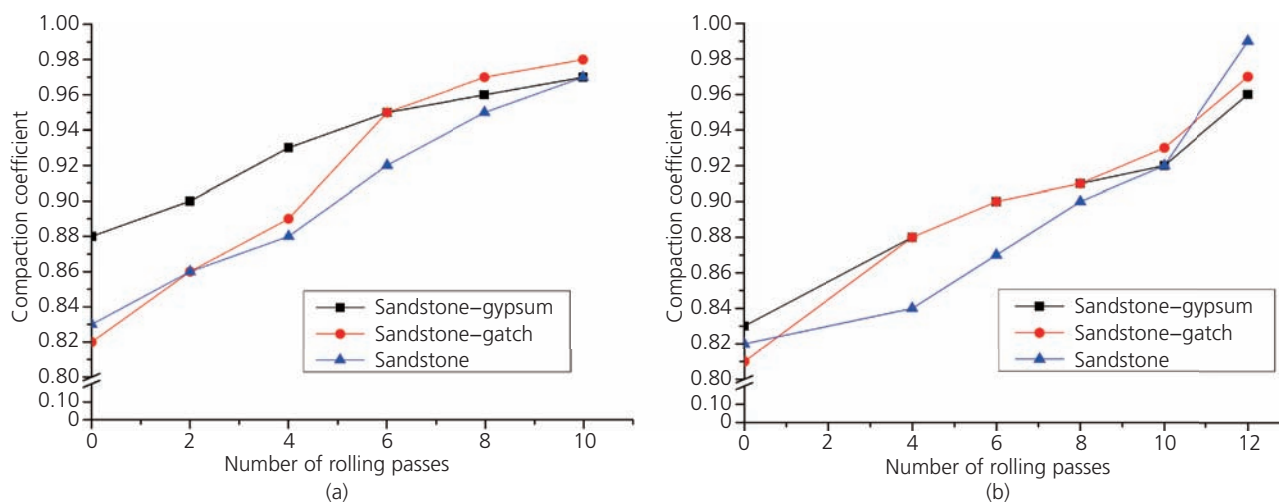 1.00
0.98
0.96
0.94
0.92
0.90
0.88
0.86
0.84
0.82
0.80
0.10
0
Compaction coefficient
Sandstone–gypsum
Sandstone–gatch
Sandstone
0 2 4 6 8 10
Number of rolling passes
(a)
1.00
0.98
0.96
0.94
0.92
0.90
0.88
0.86
0.84
0.82
0.80
0.10
0
Compaction coefficient
Sandstone–gypsum
Sandstone–gatch
Sandstone
0 2 4 6 8 10 12
Number of rolling passes
(b)